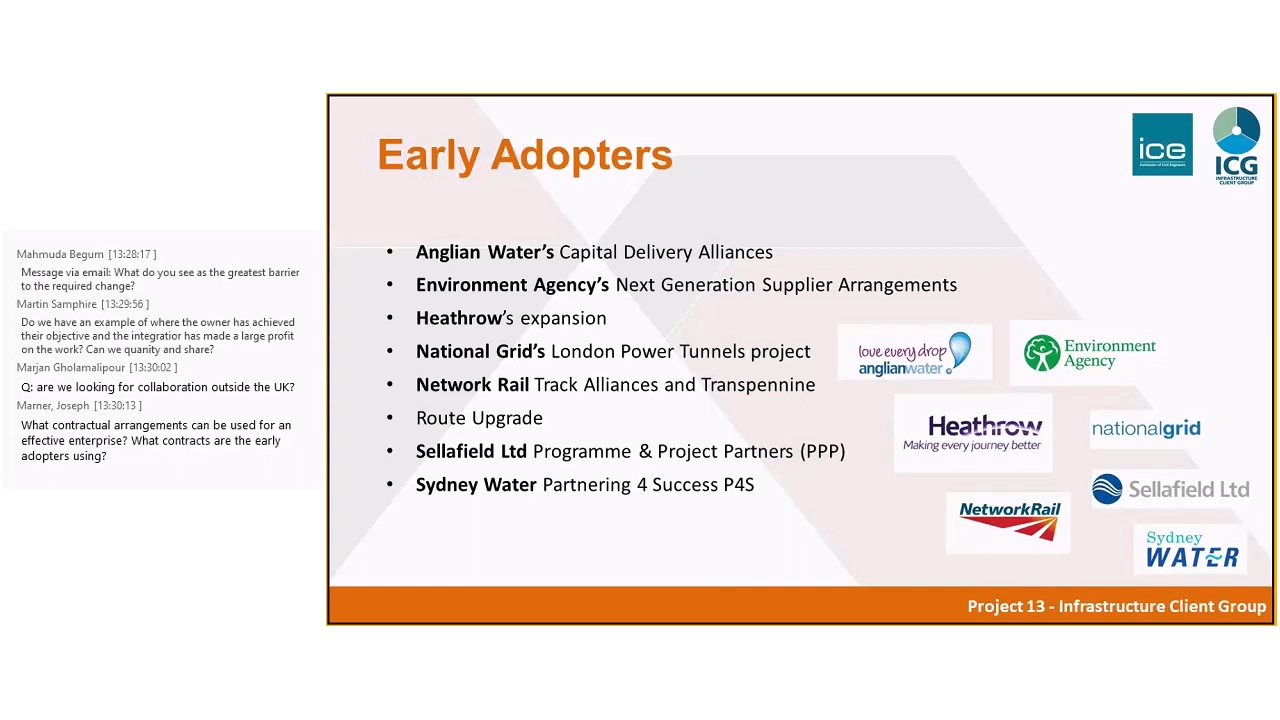 Mahmuda Begum [13:28:17 ]
Message via email: What do you see as the greatest barrier
to the required change?
Martin Samphire [13:29:56 ]
Do we have an example of where the owner has achieved
their objective and the integratior has made a large profit
on the work? Can we quanity and share?
Marjan Gholamalipour [13:30:02 ]
Q: are we looking for collaboration outside the UK?
Marner, Joseph [13:30:13 ]
What contractual arrangements can be used for an
effective enterprise? What contracts are the early
adopters using?
Early Adopters
ice
Institution of Civil Engineers
ICG
INFRASTRUCTURE
CLIENT GROUP
• Anglian Water’s Capital Delivery Alliances
• Environment Agency’s Next Generation Supplier Arrangements
• Heathrow’s expansion
• National Grid’s London Power Tunnels project
• Network Rail Track Alliances and Transpennine
• Route Upgrade
• Sellafield Ltd Programme & Project Partners (PPP)
• Sydney Water Partnering 4 Success P4S
love every drop
anglianwater.
Environment
Agency
Heathrow
Making every journey better
nationalgrid
Sellafield Ltd
NetworkRail
Sydney
WATER
Project 13 - Infrastructure Client Group